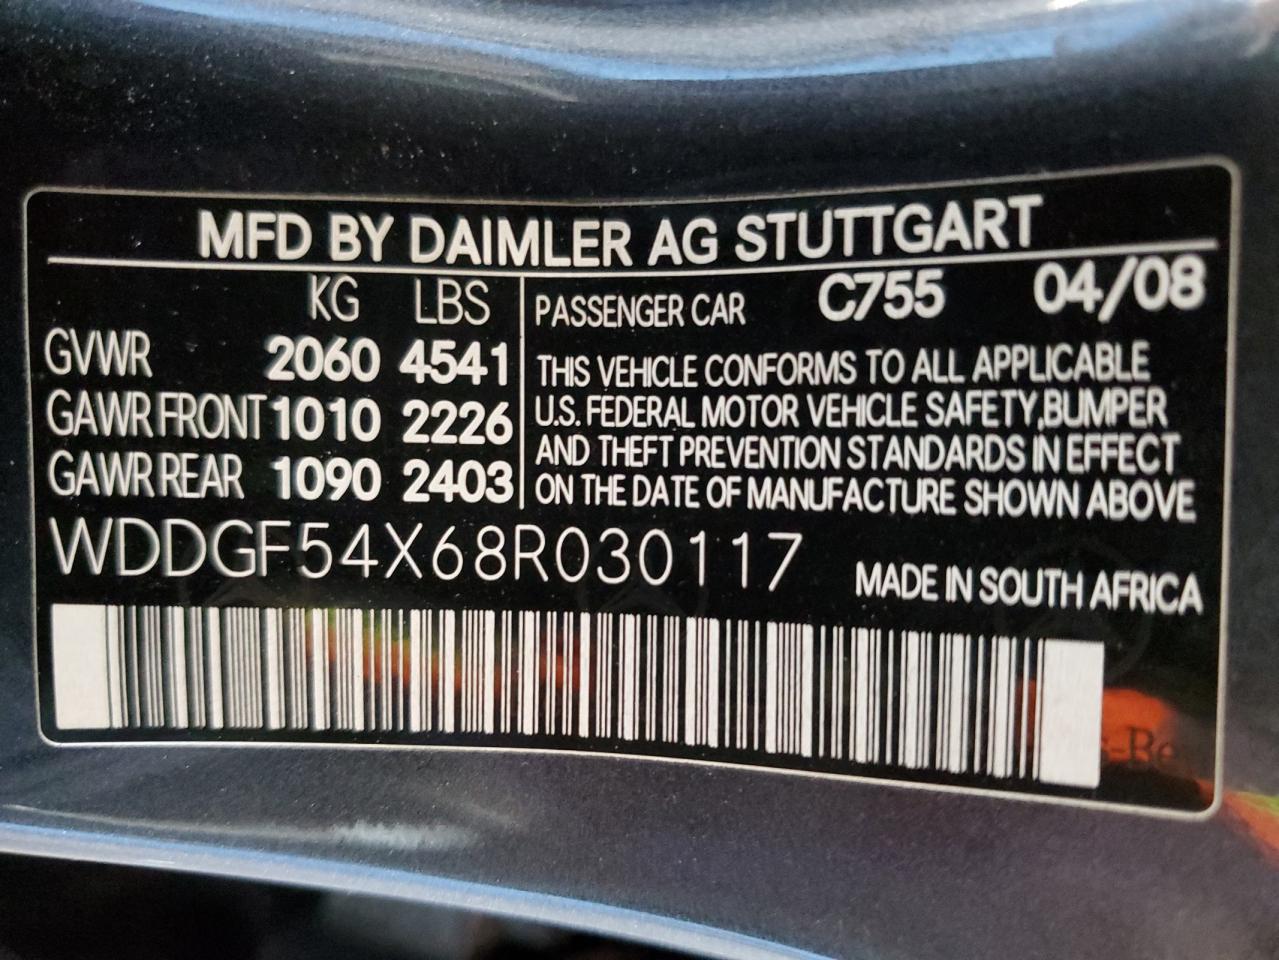 MFD BY DAIMLER AG STUTTGART
KG LBS
GVWR 2060 4541
GAWR FRONT 1010 2226
GAWR REAR 1090 2403
PASSENGER CAR C755 04/08
THIS VEHICLE CONFORMS TO ALL APPLICABLE
U.S. FEDERAL MOTOR VEHICLE SAFETY,BUMPER
AND THEFT PREVENTION STANDARDS IN EFFECT
ON THE DATE OF MANUFACTURE SHOWN ABOVE
WDDGF54X68R030117
MADE IN SOUTH AFRICA